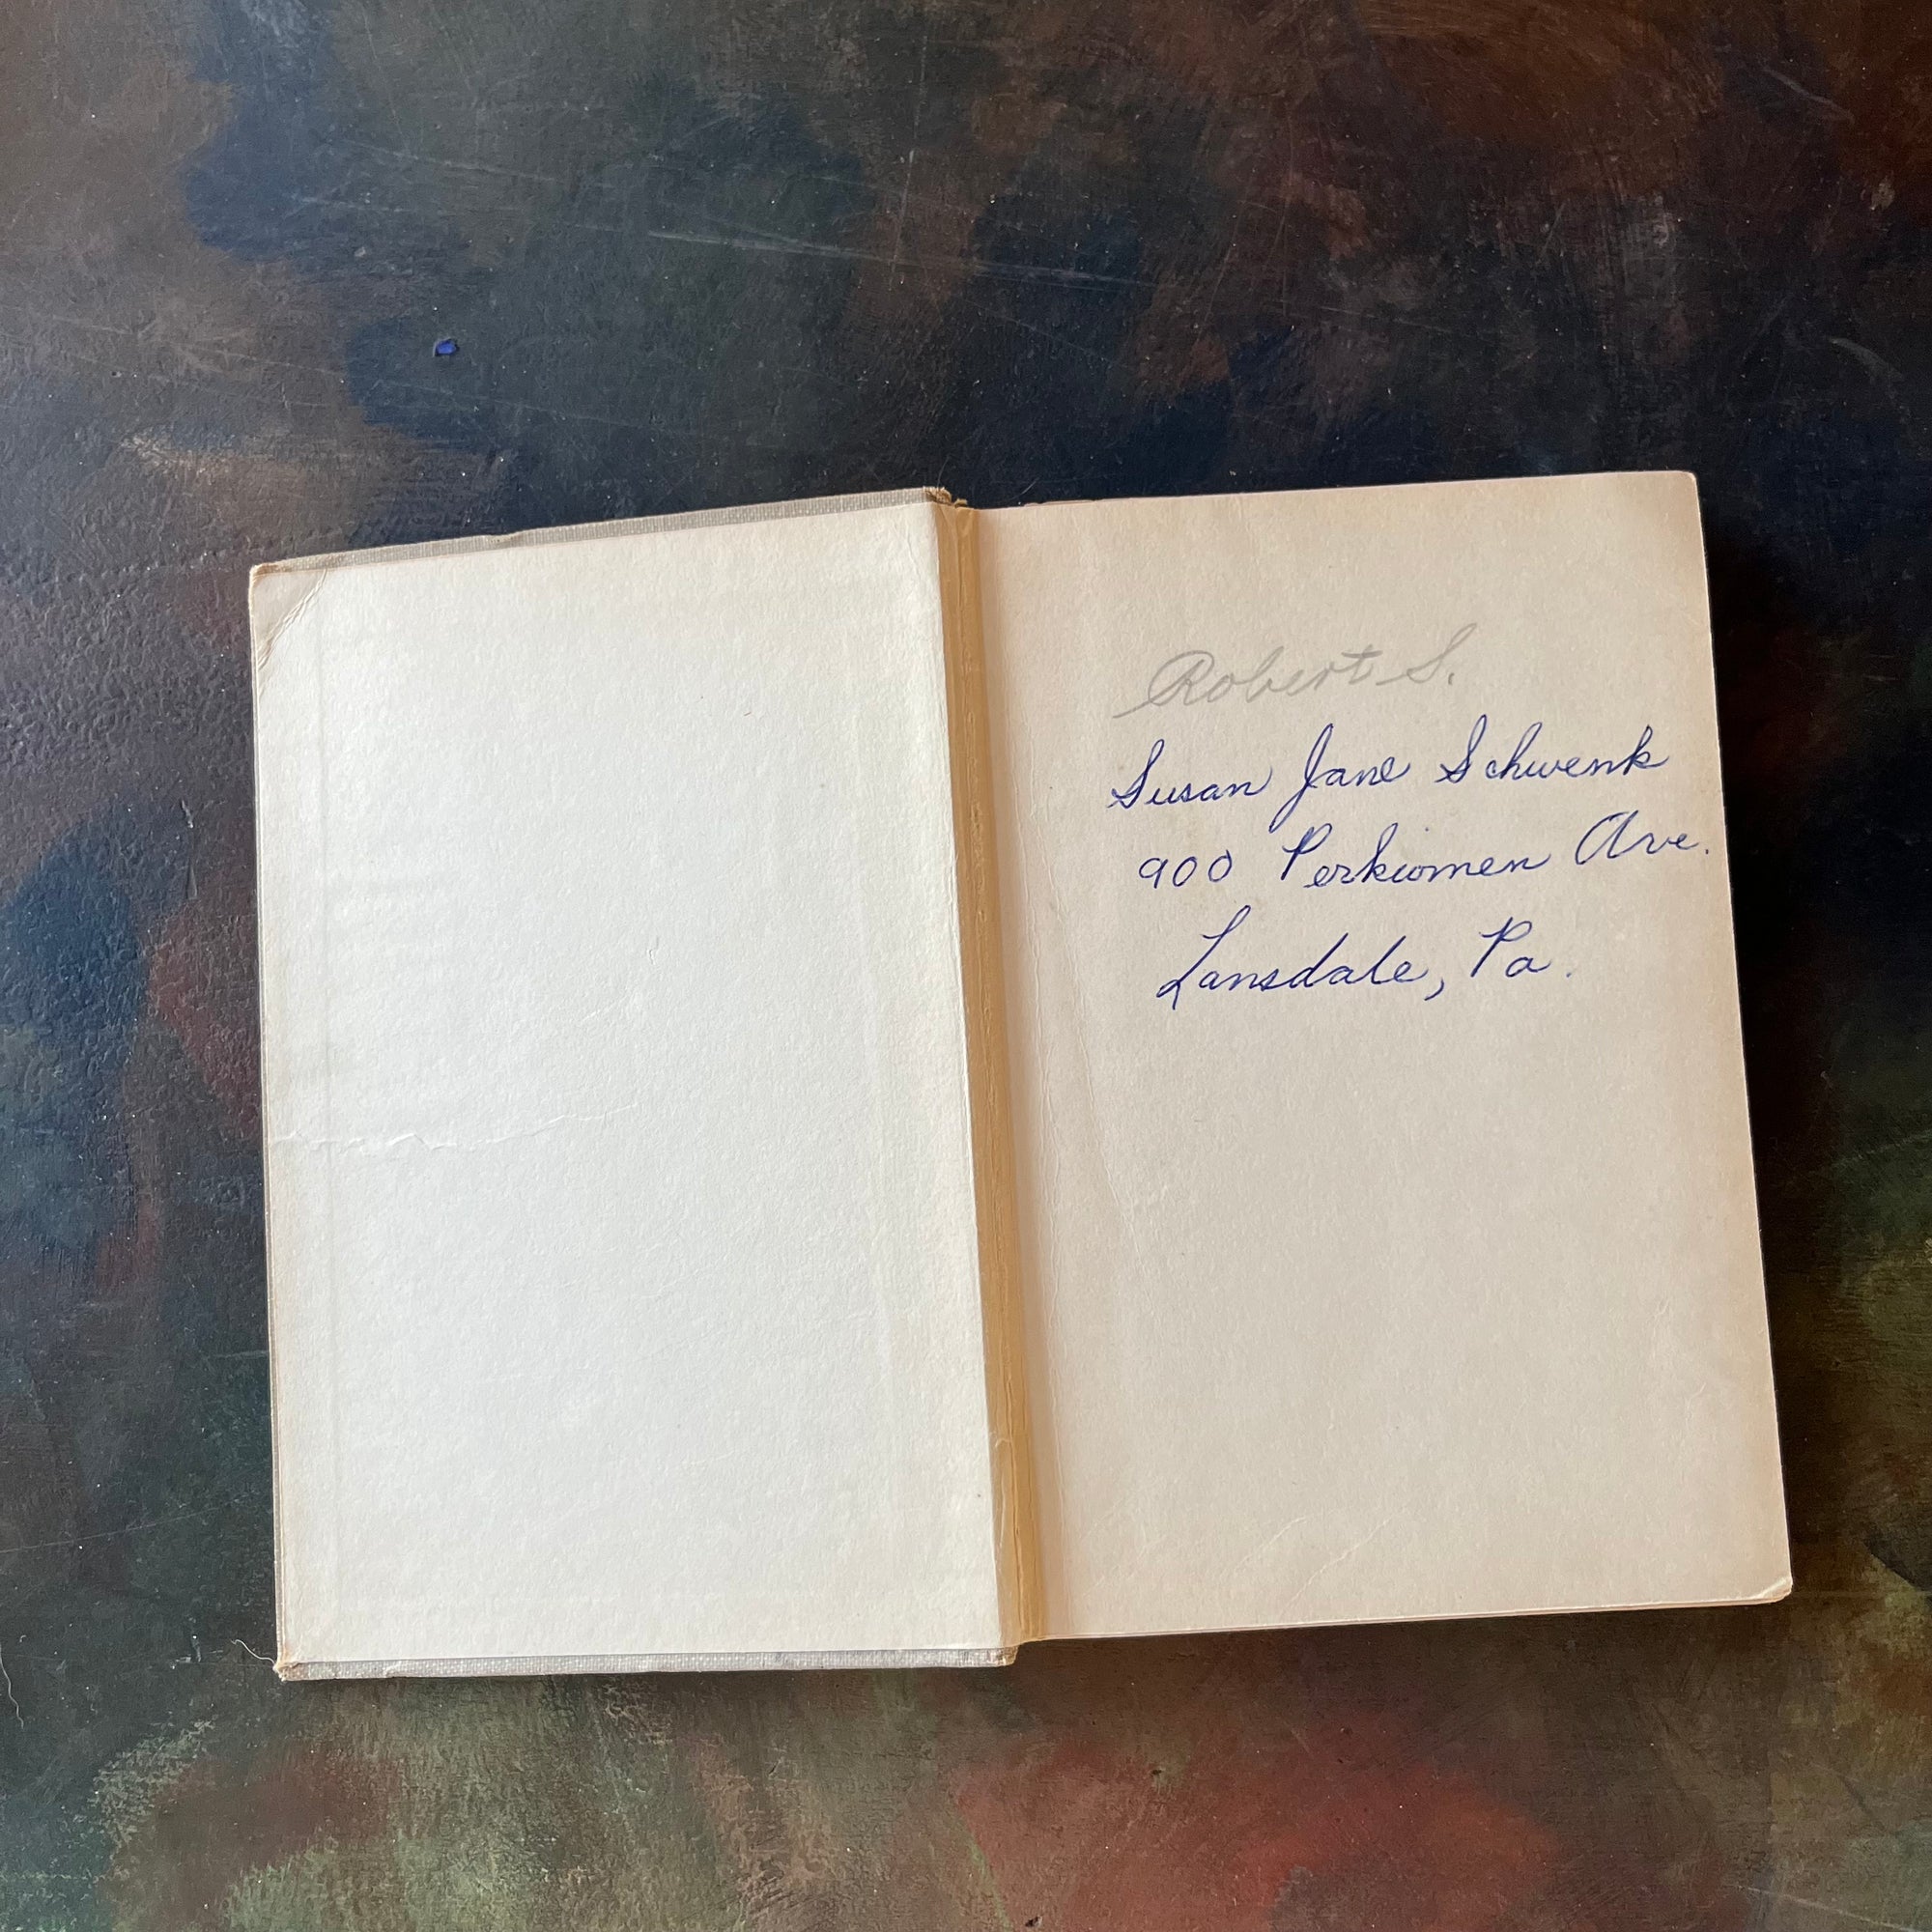 Robert S.
Susan Jane Schwenk
900 Perkiomen Ave.
Lansdale, Pa.